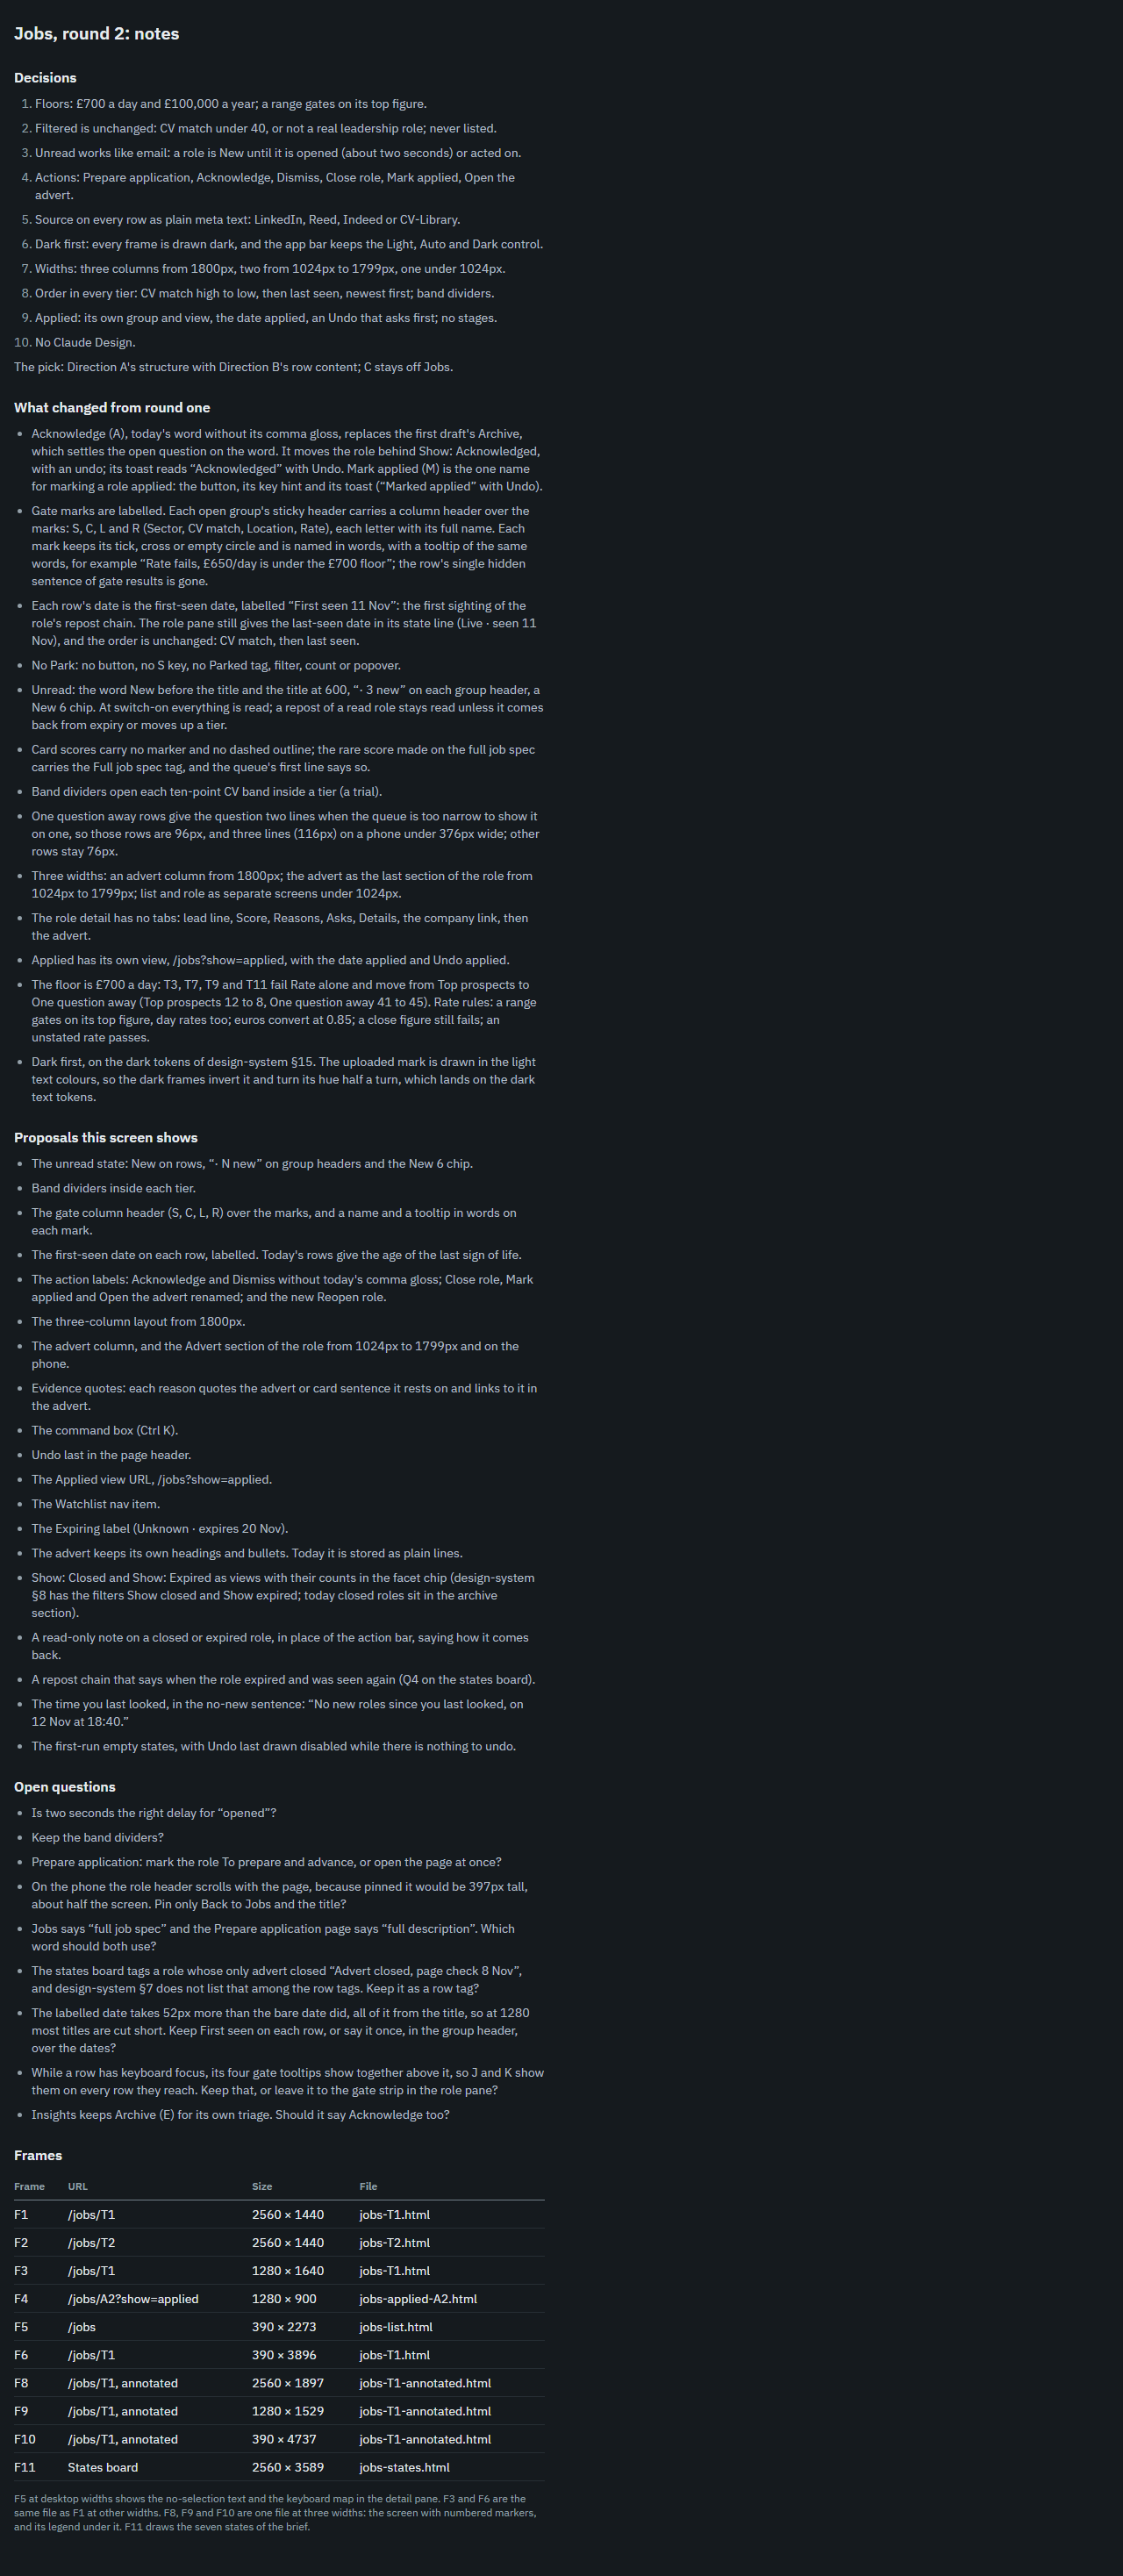 Jobs, round 2: notes
Decisions
1. Floors: £700 a day and £100,000 a year; a range gates on its top figure.
2. Filtered is unchanged: CV match under 40, or not a real leadership role; never listed.
3. Unread works like email: a role is New until it is opened (about two seconds) or acted on.
4. Actions: Prepare application, Acknowledge, Dismiss, Close role, Mark applied, Open the
advert.
5. Source on every row as plain meta text: LinkedIn, Reed, Indeed or CV-Library.
6. Dark first: every frame is drawn dark, and the app bar keeps the Light, Auto and Dark control.
7. Widths: three columns from 1800px, two from 1024px to 1799px, one under 1024px.
8. Order in every tier: CV match high to low, then last seen, newest first; band dividers.
9. Applied: its own group and view, the date applied, an Undo that asks first; no stages.
10. No Claude Design.
The pick: Direction A's structure with Direction B's row content; C stays off Jobs.
What changed from round one
• Acknowledge (A), today's word without its comma gloss, replaces the first draft's Archive,
which settles the open question on the word. It moves the role behind Show: Acknowledged,
with an undo; its toast reads “Acknowledged” with Undo. Mark applied (M) is the one name
for marking a role applied: the button, its key hint and its toast (“Marked applied” with Undo).
• Gate marks are labelled. Each open group's sticky header carries a column header over the
marks: S, C, L and R (Sector, CV match, Location, Rate), each letter with its full name. Each
mark keeps its tick, cross or empty circle and is named in words, with a tooltip of the same
words, for example “Rate fails, £650/day is under the £700 floor”; the row's single hidden
sentence of gate results is gone.
• Each row's date is the first-seen date, labelled “First seen 11 Nov”: the first sighting of the
role's repost chain. The role pane still gives the last-seen date in its state line (Live · seen 11
Nov), and the order is unchanged: CV match, then last seen.
• No Park: no button, no S key, no Parked tag, filter, count or popover.
• Unread: the word New before the title and the title at 600, “· 3 new” on each group header, a
New 6 chip. At switch-on everything is read; a repost of a read role stays read unless it comes
back from expiry or moves up a tier.
• Card scores carry no marker and no dashed outline; the rare score made on the full job spec
carries the Full job spec tag, and the queue's first line says so.
• Band dividers open each ten-point CV band inside a tier (a trial).
• One question away rows give the question two lines when the queue is too narrow to show it
on one, so those rows are 96px, and three lines (116px) on a phone under 376px wide; other
rows stay 76px.
• Three widths: an advert column from 1800px; the advert as the last section of the role from
1024px to 1799px; list and role as separate screens under 1024px.
• The role detail has no tabs: lead line, Score, Reasons, Asks, Details, the company link, then
the advert.
• Applied has its own view, /jobs?show=applied, with the date applied and Undo applied.
• The floor is £700 a day: T3, T7, T9 and T11 fail Rate alone and move from Top prospects to
One question away (Top prospects 12 to 8, One question away 41 to 45). Rate rules: a range
gates on its top figure, day rates too; euros convert at 0.85; a close figure still fails; an
unstated rate passes.
• Dark first, on the dark tokens of design-system §15. The uploaded mark is drawn in the light
text colours, so the dark frames invert it and turn its hue half a turn, which lands on the dark
text tokens.
Proposals this screen shows
• The unread state: New on rows, “· N new” on group headers and the New 6 chip.
• Band dividers inside each tier.
• The gate column header (S, C, L, R) over the marks, and a name and a tooltip in words on
each mark.
• The first-seen date on each row, labelled. Today's rows give the age of the last sign of life.
• The action labels: Acknowledge and Dismiss without today's comma gloss; Close role, Mark
applied and Open the advert renamed; and the new Reopen role.
• The three-column layout from 1800px.
• The advert column, and the Advert section of the role from 1024px to 1799px and on the
phone.
• Evidence quotes: each reason quotes the advert or card sentence it rests on and links to it in
the advert.
• The command box (Ctrl K).
• Undo last in the page header.
• The Applied view URL, /jobs?show=applied.
• The Watchlist nav item.
• The Expiring label (Unknown · expires 20 Nov).
• The advert keeps its own headings and bullets. Today it is stored as plain lines.
• Show: Closed and Show: Expired as views with their counts in the facet chip (design-system
§8 has the filters Show closed and Show expired; today closed roles sit in the archive
section).
• A read-only note on a closed or expired role, in place of the action bar, saying how it comes
back.
• A repost chain that says when the role expired and was seen again (Q4 on the states board).
• The time you last looked, in the no-new sentence: “No new roles since you last looked, on
12 Nov at 18:40.”
• The first-run empty states, with Undo last drawn disabled while there is nothing to undo.
Open questions
• Is two seconds the right delay for “opened”?
• Keep the band dividers?
• Prepare application: mark the role To prepare and advance, or open the page at once?
• On the phone the role header scrolls with the page, because pinned it would be 397px tall,
about half the screen. Pin only Back to Jobs and the title?
• Jobs says “full job spec” and the Prepare application page says “full description”. Which
word should both use?
• The states board tags a role whose only advert closed “Advert closed, page check 8 Nov”,
and design-system §7 does not list that among the row tags. Keep it as a row tag?
• The labelled date takes 52px more than the bare date did, all of it from the title, so at 1280
most titles are cut short. Keep First seen on each row, or say it once, in the group header,
over the dates?
• While a row has keyboard focus, its four gate tooltips show together above it, so J and K show
them on every row they reach. Keep that, or leave it to the gate strip in the role pane?
• Insights keeps Archive (E) for its own triage. Should it say Acknowledge too?
Frames
Frame URL Size File
F1 /jobs/T1 2560 × 1440 jobs-T1.html
F2 /jobs/T2 2560 × 1440 jobs-T2.html
F3 /jobs/T1 1280 × 1640 jobs-T1.html
F4 /jobs/A2?show=applied 1280 × 900 jobs-applied-A2.html
F5 /jobs 390 × 2273 jobs-list.html
F6 /jobs/T1 390 × 3896 jobs-T1.html
F8 /jobs/T1, annotated 2560 × 1897 jobs-T1-annotated.html
F9 /jobs/T1, annotated 1280 × 1529 jobs-T1-annotated.html
F10 /jobs/T1, annotated 390 × 4737 jobs-T1-annotated.html
F11 States board 2560 × 3589 jobs-states.html
F5 at desktop widths shows the no-selection text and the keyboard map in the detail pane. F3 and F6 are the
same file as F1 at other widths. F8, F9 and F10 are one file at three widths: the screen with numbered markers,
and its legend under it. F11 draws the seven states of the brief.